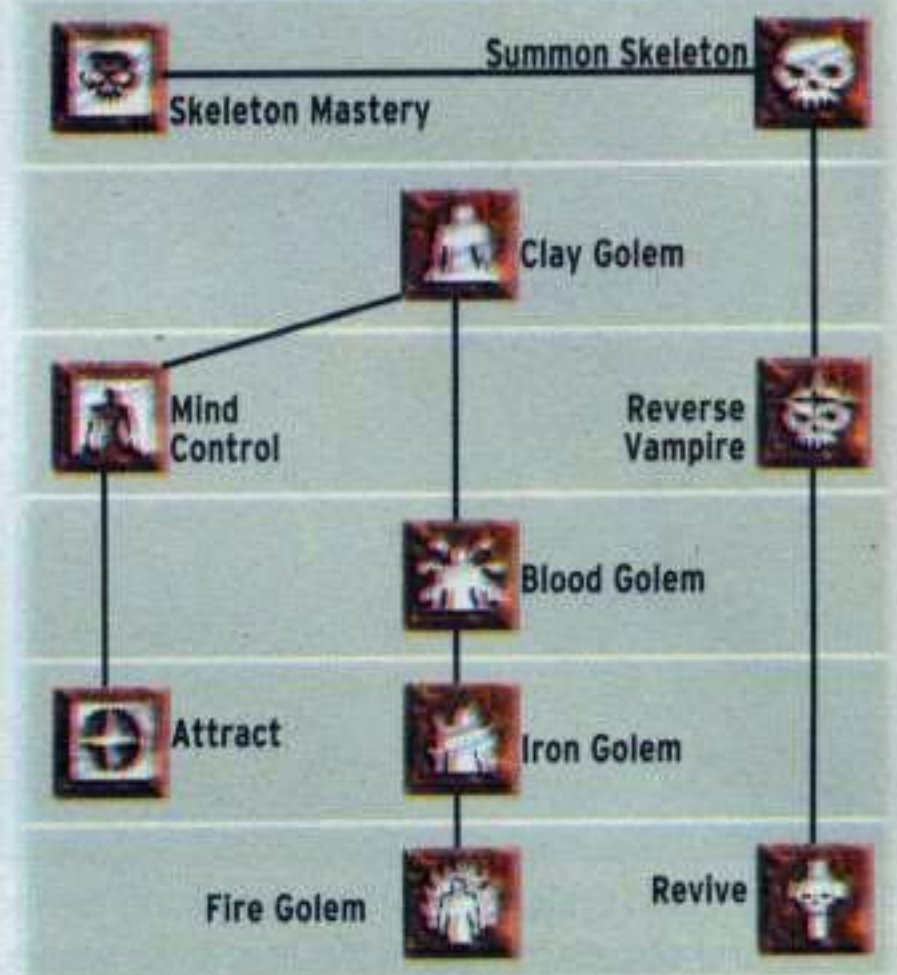 Summon Skeleton
Skeleton Mastery
Clay Golem
Mind
Control
Reverse
Vampire
Blood Golem
Attract
Iron Golem
Fire Golem
Revive